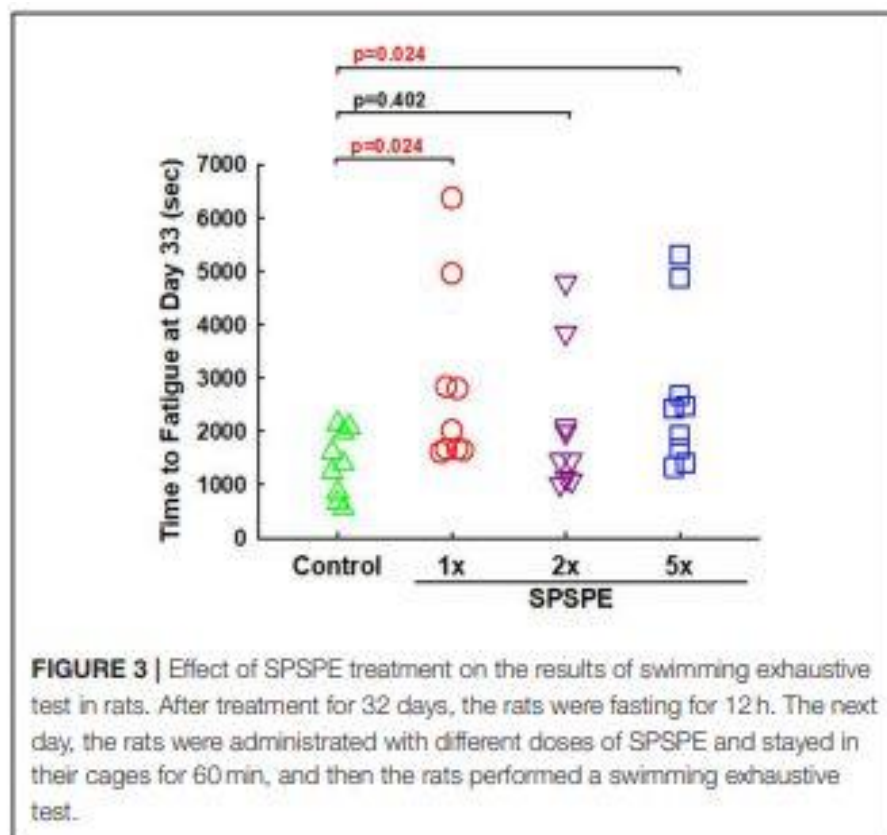 p=0.024
p=0.402
p=0.024
Time to Fatigue at Day 33 (sec)
7000
6000
5000
4000
3000
2000
1000
0
Control 1x 2x 5x
SPSPE
FIGURE 3 | Effect of SPSPE treatment on the results of swimming exhaustive
test in rats. After treatment for 32 days, the rats were fasting for 12 h. The next
day, the rats were administrated with different doses of SPSPE and stayed in
their cages for 60 min, and then the rats performed a swimming exhaustive
test.